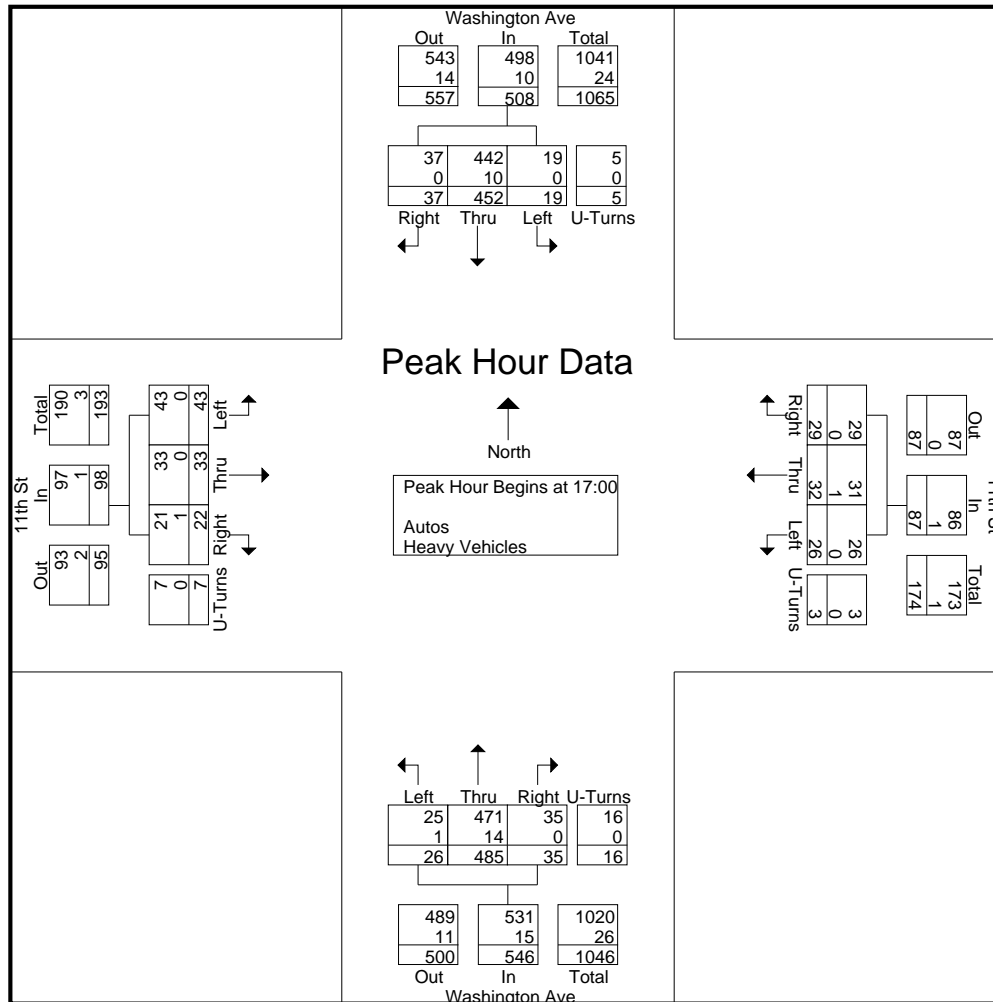 Washington Ave
Out In Total
543 498 1041
14 10 24
557 508 1065
37 442 19 5
0 10 0 0
37 452 19 5
Right Thru Left U-Turns
Peak Hour Data
North
Peak Hour Begins at 17:00
Autos
Heavy Vehicles
11th St
Total In Out
190 97 93
3 1 2
193 98 95
43 33 21 7
0 0 1 0
43 33 22 7
Left Thru Right U-Turns
Right Thru Left U-Turns
29 32 26 3
0 1 0 0
29 31 26 3
87 87 174
0 1 1
87 86 173
Out In Total
Left Thru Right U-Turns
25 471 35 16
1 14 0 0
26 485 35 16
489 531 1020
11 15 26
500 546 1046
Out In Total
Washington Ave